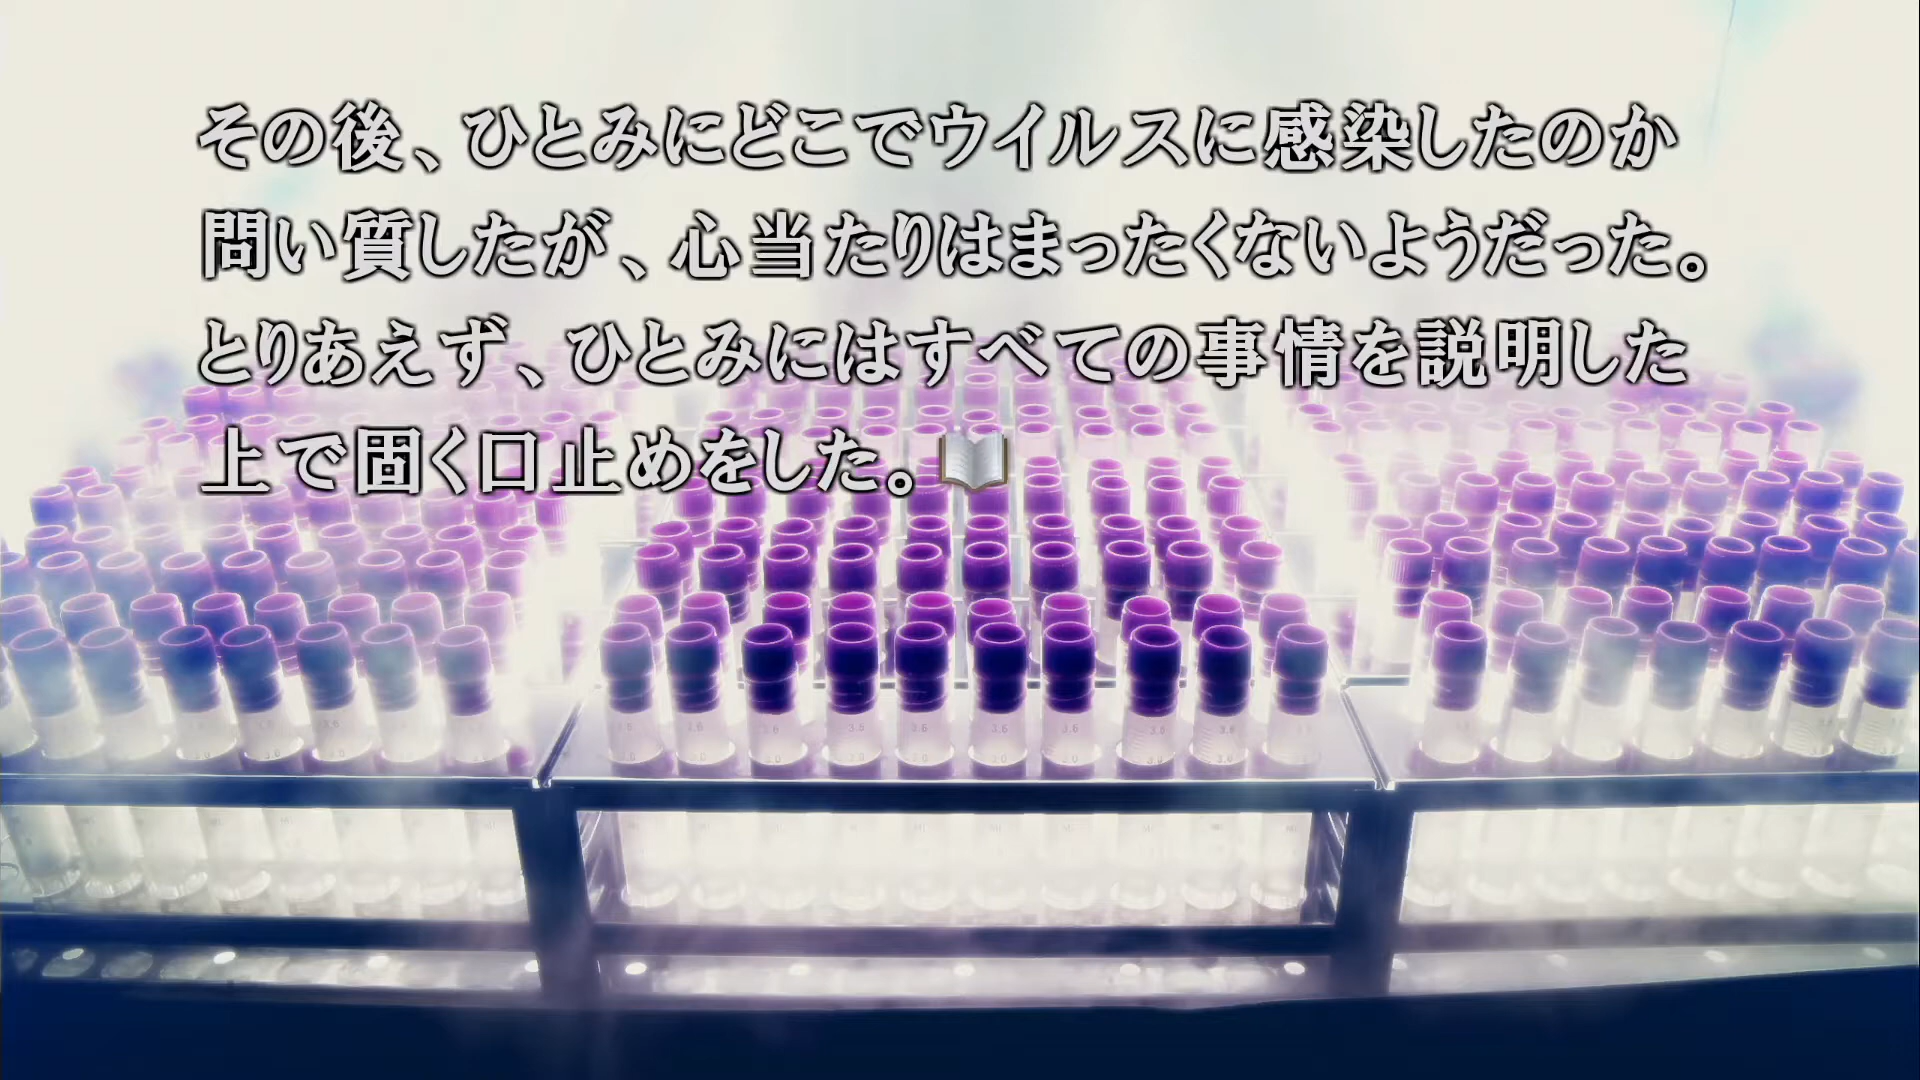 その後、ひとみにどこでウイルスに感染したのか
問い質したが、心当たりはまったくないようだった。
とりあえず、ひとみにはすべての事情を説明した
上で固く口止めをした。